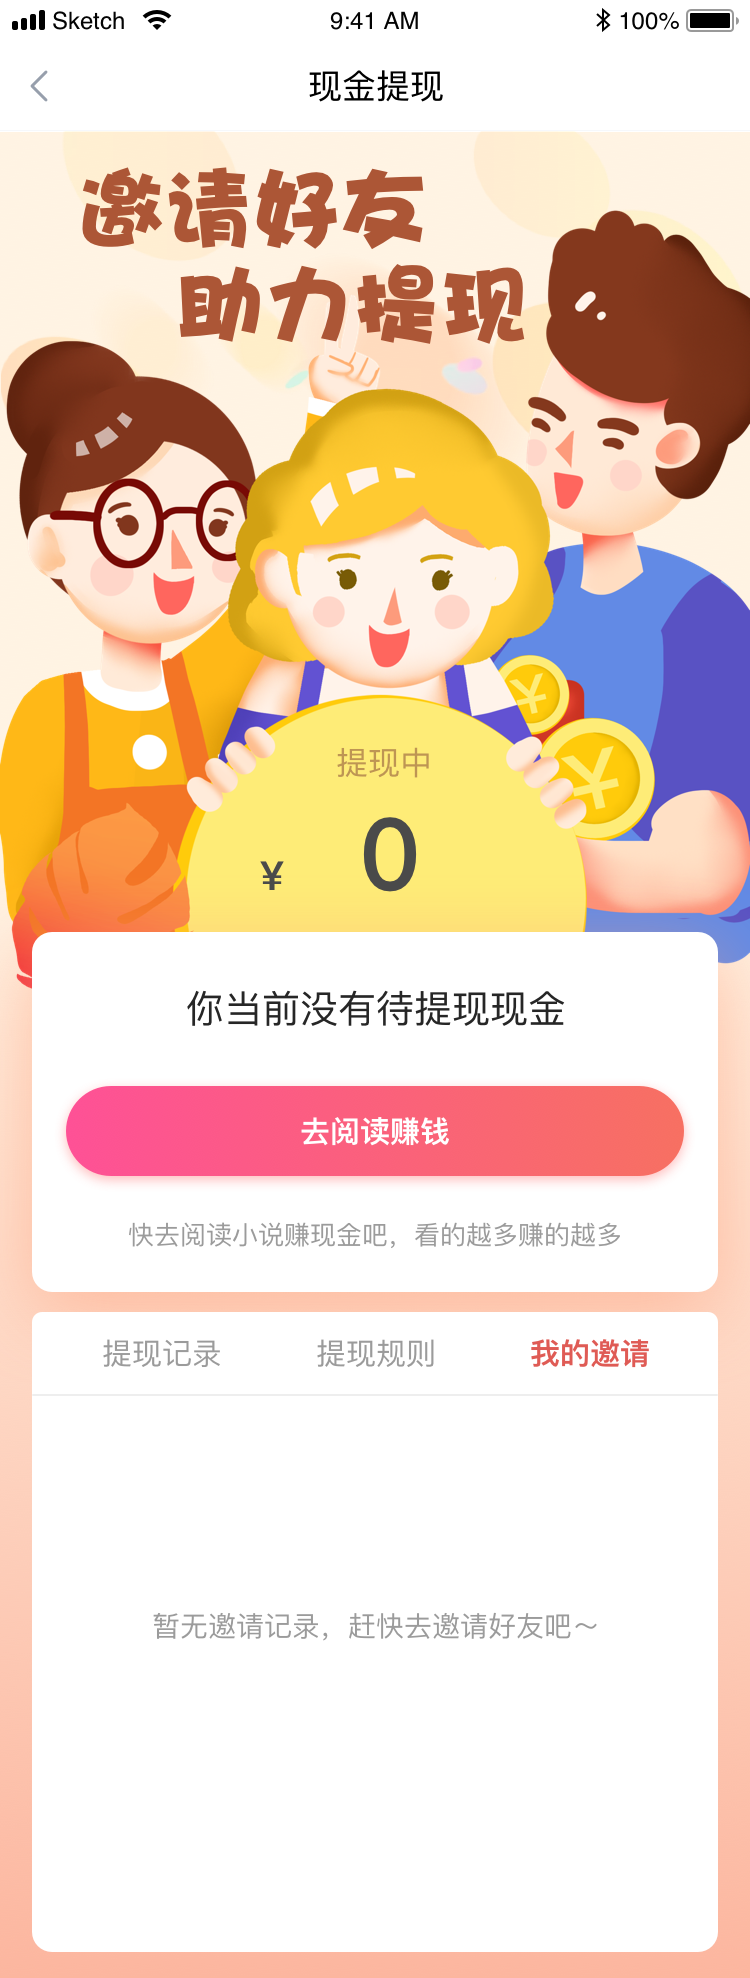 Sketch 9:41 AM 100%
现金提现
邀请好友
助力提现
提现中
¥ 0
你当前没有待提现现金
去阅读赚钱
快去阅读小说赚现金吧，看的越多赚的越多
提现记录 提现规则 我的邀请
暂无邀请记录，赶快去邀请好友吧～